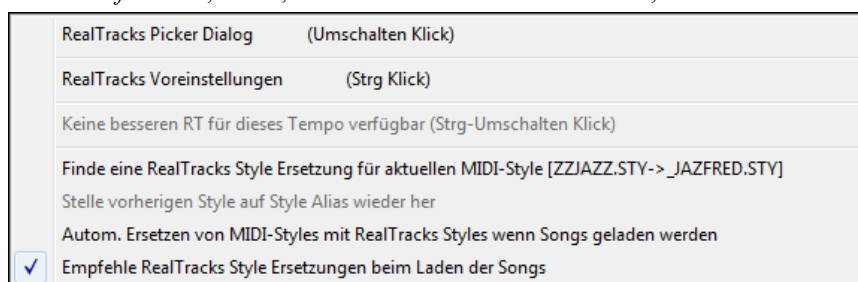 RealTracks Picker Dialog (Umschalten Klick)
RealTracks Voreinstellungen (Strg Klick)
Keine besseren RT für dieses Tempo verfügbar (Strg-Umschalten Klick)
Finde eine RealTracks Style Ersetzung für aktuellen MIDI-Style [ZZJAZZ.STY->_JAZFRED.STY]
Stelle vorherigen Style auf Style Alias wieder her
Autom. Ersetzen von MIDI-Styles mit RealTracks Styles wenn Songs geladen werden
Empfehle RealTracks Style Ersetzungen beim Laden der Songs